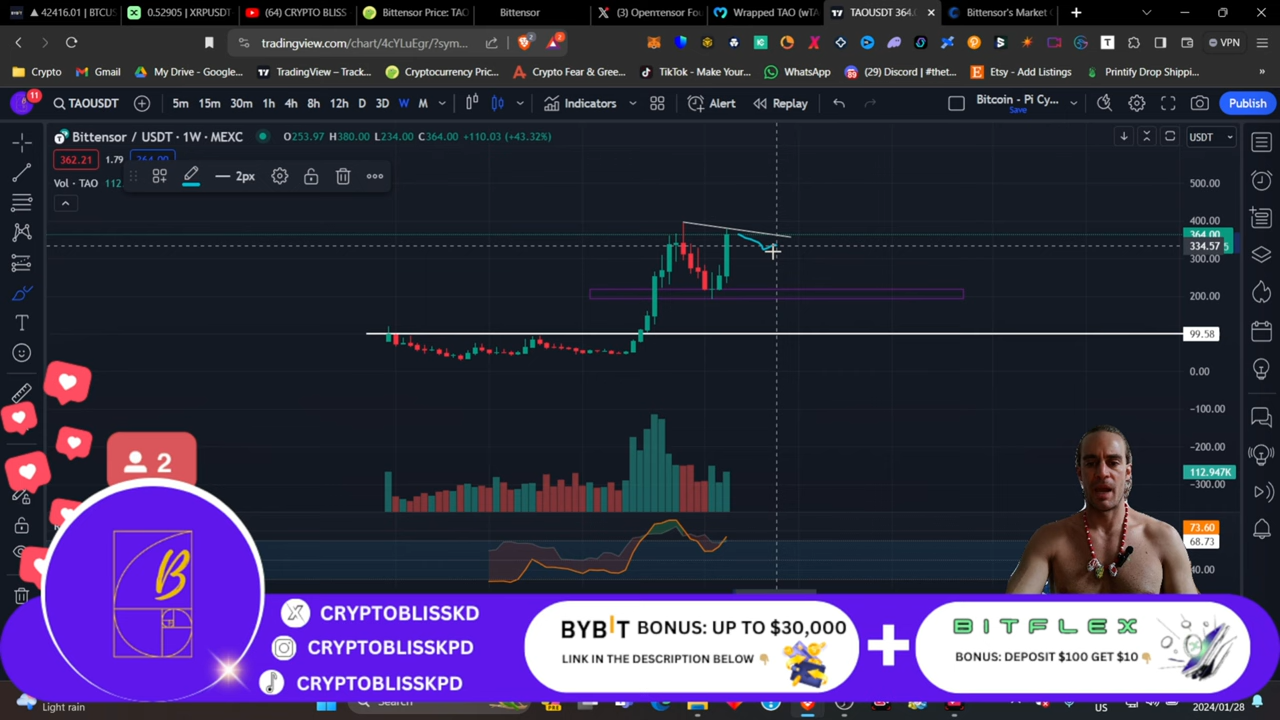 42416.01 | BTCUS
0.52905 | XRPUSDT
(64) CRYPTO BLISS
Bittensor Price: TAO
Bittensor
(3) Openтensor Fou
Wrapped TAO (wTA
TAOUSDT 364.0
Bittensor's Market C
tradingview.com/chart/4cYLuEgr/?sym...
VPN
Crypto
Gmail
My Drive - Google...
TradingView – Track...
Cryptocurrency Pric...
Crypto Fear & Gree...
TikTok - Make Your...
WhatsApp
(29) Discord | #thet...
Etsy - Add Listings
Printify Drop Shippi...
11
TAOUSDT
5m 15m 30m 1h 4h 8h 12h D 3D W M
Indicators
Alert
Replay
Bitcoin - Pi Cy...
Save
Publish
Bittensor / USDT · 1W · MEXC
O253.97 H380.00 L234.00 C364.00 +110.03 (+43.32%)
USDT
362.21
1.79
364.00
2px
Vol · TAO
500.00
400.00
364.00
334.57
300.00
200.00
99.58
0.00
−100.00
−200.00
112.947K
−300.00
73.60
68.73
40.00
2
B
CRYPTOBLISSKD
CRYPTOBLISSKPD
CRYPTOBLISSKPD
BYBIT BONUS: UP TO $30,000
LINK IN THE DESCRIPTION BELOW
+
BITFLEX
BONUS: DEPOSIT $100 GET $10
Light rain
Search
US
2024/01/28